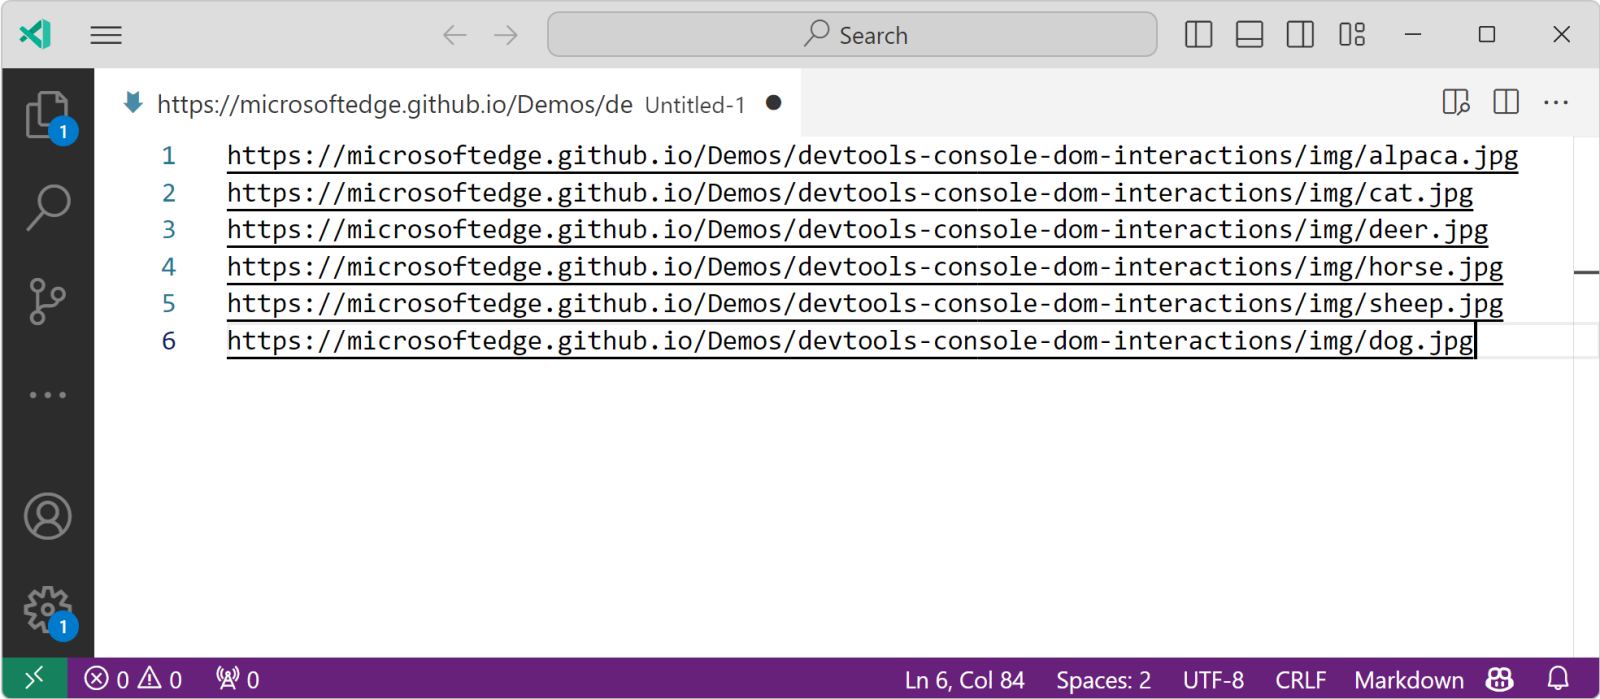 Search
https://microsoftedge.github.io/Demos/de Untitled-1
1 https://microsoftedge.github.io/Demos/devtools-console-dom-interactions/img/alpaca.jpg
2 https://microsoftedge.github.io/Demos/devtools-console-dom-interactions/img/cat.jpg
3 https://microsoftedge.github.io/Demos/devtools-console-dom-interactions/img/deer.jpg
4 https://microsoftedge.github.io/Demos/devtools-console-dom-interactions/img/horse.jpg
5 https://microsoftedge.github.io/Demos/devtools-console-dom-interactions/img/sheep.jpg
6 https://microsoftedge.github.io/Demos/devtools-console-dom-interactions/img/dog.jpg
1
1
0 0 0 Ln 6, Col 84 Spaces: 2 UTF-8 CRLF Markdown